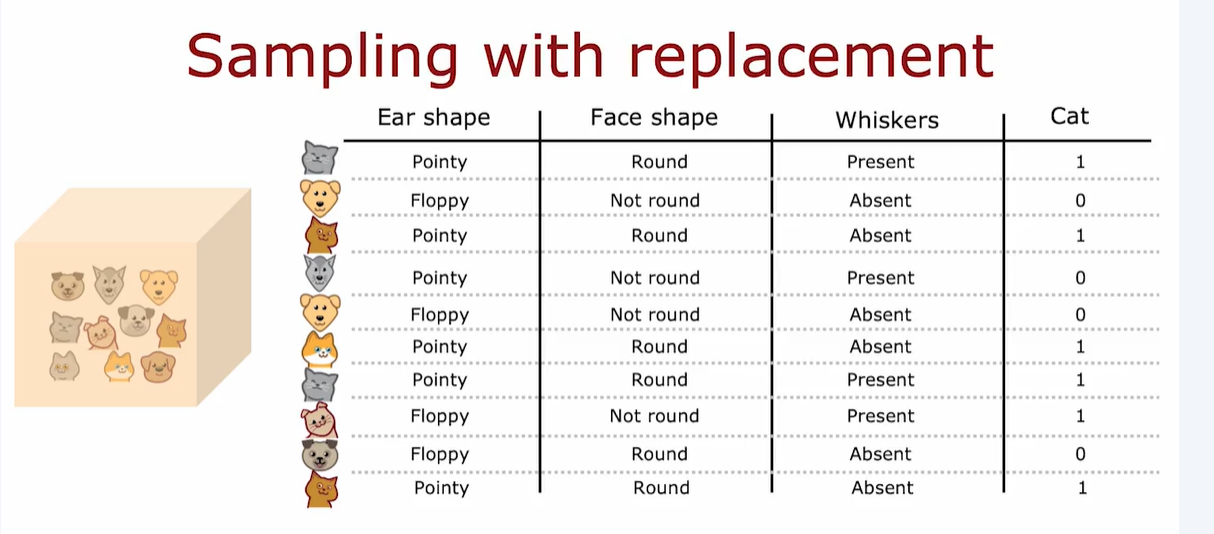 Sampling with replacement
Ear shape Face shape Whiskers Cat
Pointy Round Present 1
Floppy Not round Absent 0
Pointy Round Absent 1
Pointy Not round Present 0
Floppy Not round Absent 0
Pointy Round Absent 1
Pointy Round Present 1
Floppy Not round Present 1
Floppy Round Absent 0
Pointy Round Absent 1